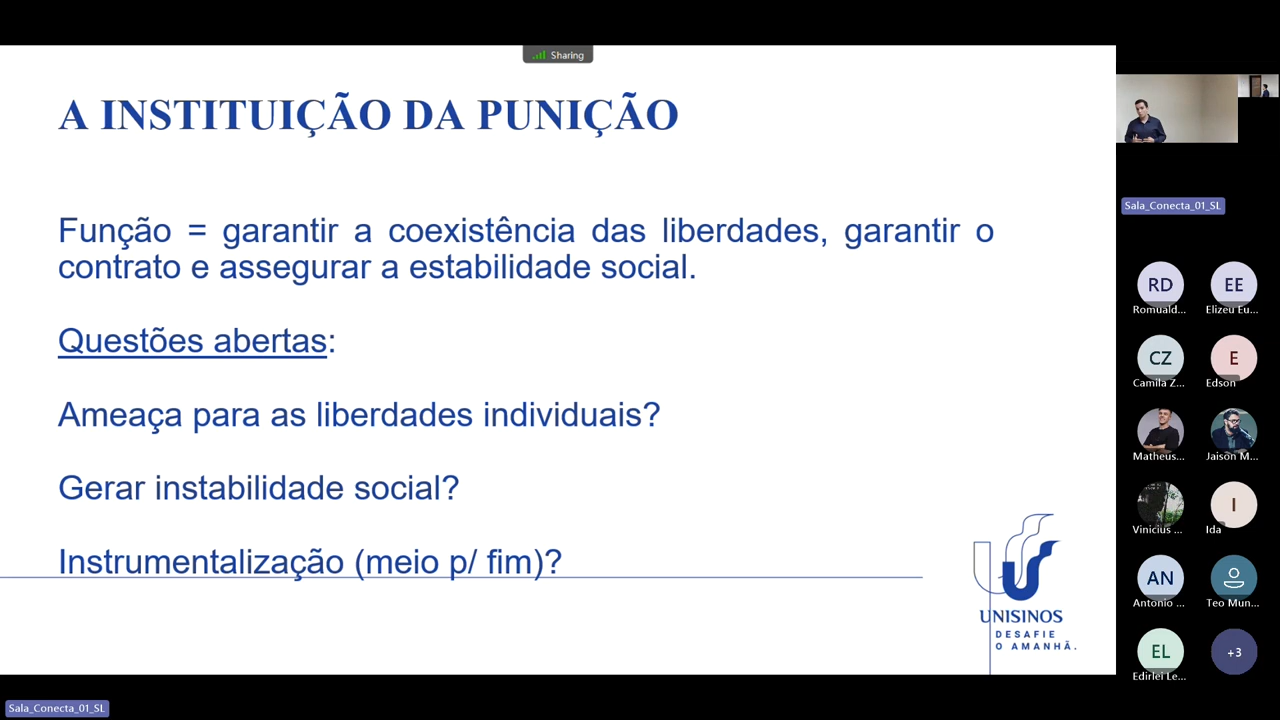 Sharing
A INSTITUIÇÃO DA PUNIÇÃO
Função = garantir a coexistência das liberdades, garantir o
contrato e assegurar a estabilidade social.
Questões abertas:
Ameaça para as liberdades individuais?
Gerar instabilidade social?
Instrumentalização (meio p/ fim)?
UNISINOS
DESAFIE
O AMANHÃ.
Sala_Conecta_01_SL
RD
Romuald...
EE
Elizeu Eu...
CZ
Camila Z...
E
Edson
Matheus...
Jaison M...
Vinicius ...
I
Ida
AN
Antonio ...
Teo Mun...
EL
Edirlei Le...
+3
Sala_Conecta_01_SL